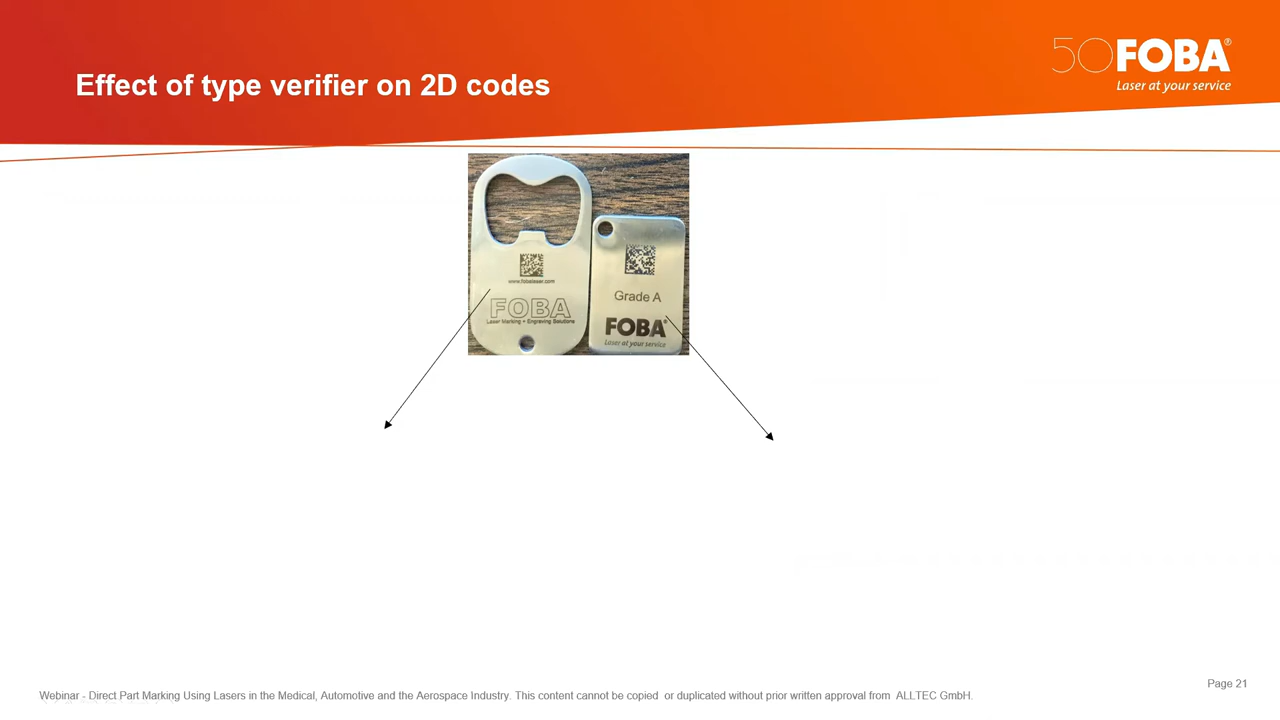 Effect of type verifier on 2D codes
50 FOBA®
Laser at your service
www.fobalaser.com
FOBA
Laser Marking + Engraving Solutions
Grade A
FOBA®
Laser at your service
Webinar - Direct Part Marking Using Lasers in the Medical, Automotive and the Aerospace Industry. This content cannot be copied or duplicated without prior written approval from ALLTEC GmbH.
Page 21